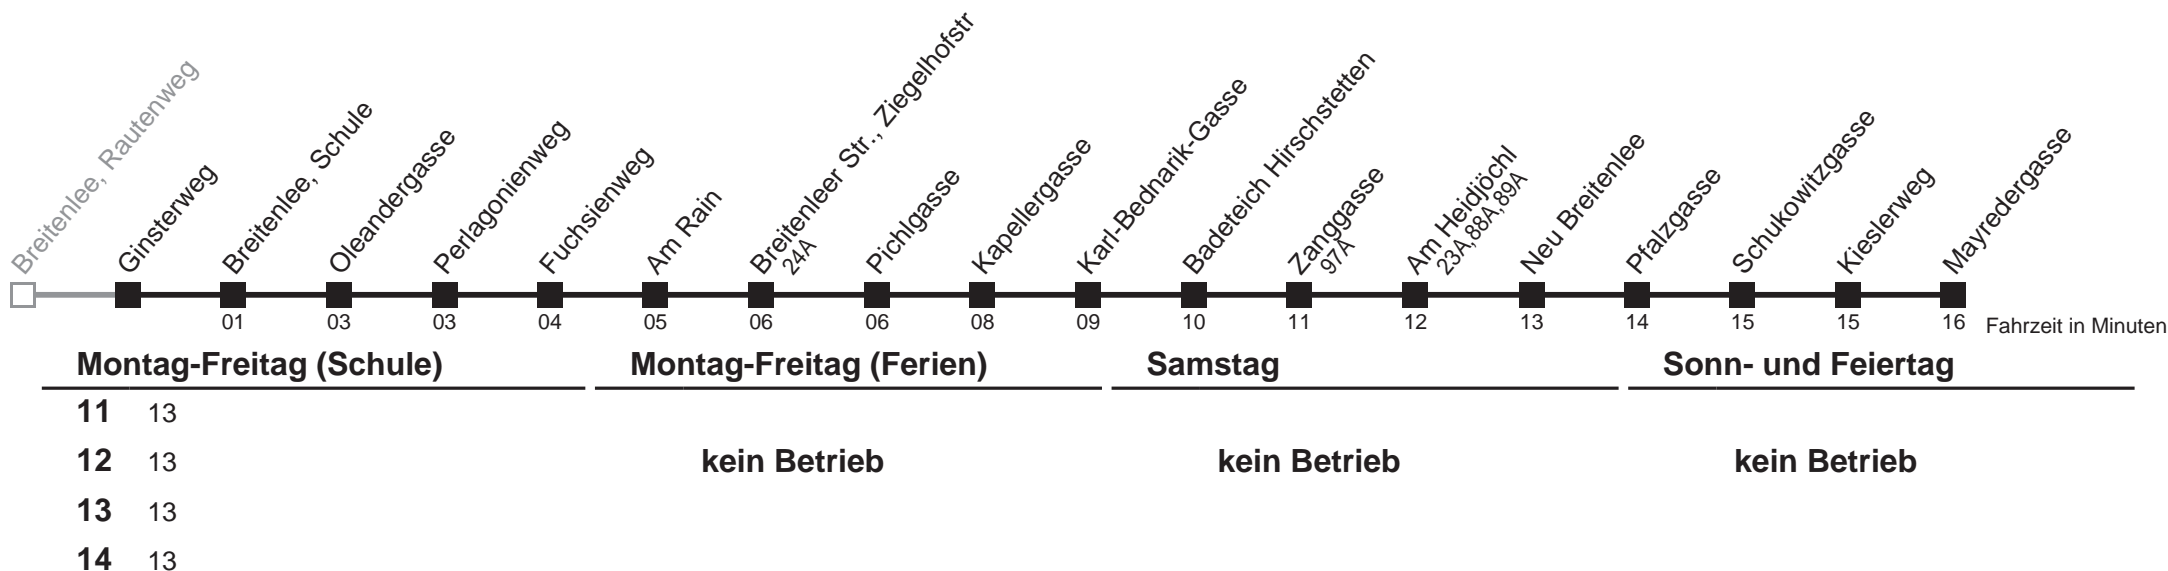 Breitenlee, Rautenweg
Ginsterweg
Breitenlee, Schule
Oleandergasse
Perlagonienweg
Fuchsienweg
Am Rain
Breitenleer Str., Ziegelhofstr
24A
Pichlgasse
Kapellergasse
Karl-Bednarik-Gasse
Badeteich Hirschstetten
Zanggasse
97A
Am Heidjöchl
23A,88A,89A
Neu Breitenlee
Pfalzgasse
Schukowitzgasse
Kieslerweg
Mayredergasse
01 03 03 04 05 06 06 08 09 10 11 12 13 14 15 15 16 Fahrzeit in Minuten
Montag-Freitag (Schule) Montag-Freitag (Ferien) Samstag Sonn- und Feiertag
11 13
12 13 kein Betrieb kein Betrieb kein Betrieb
13 13
14 13